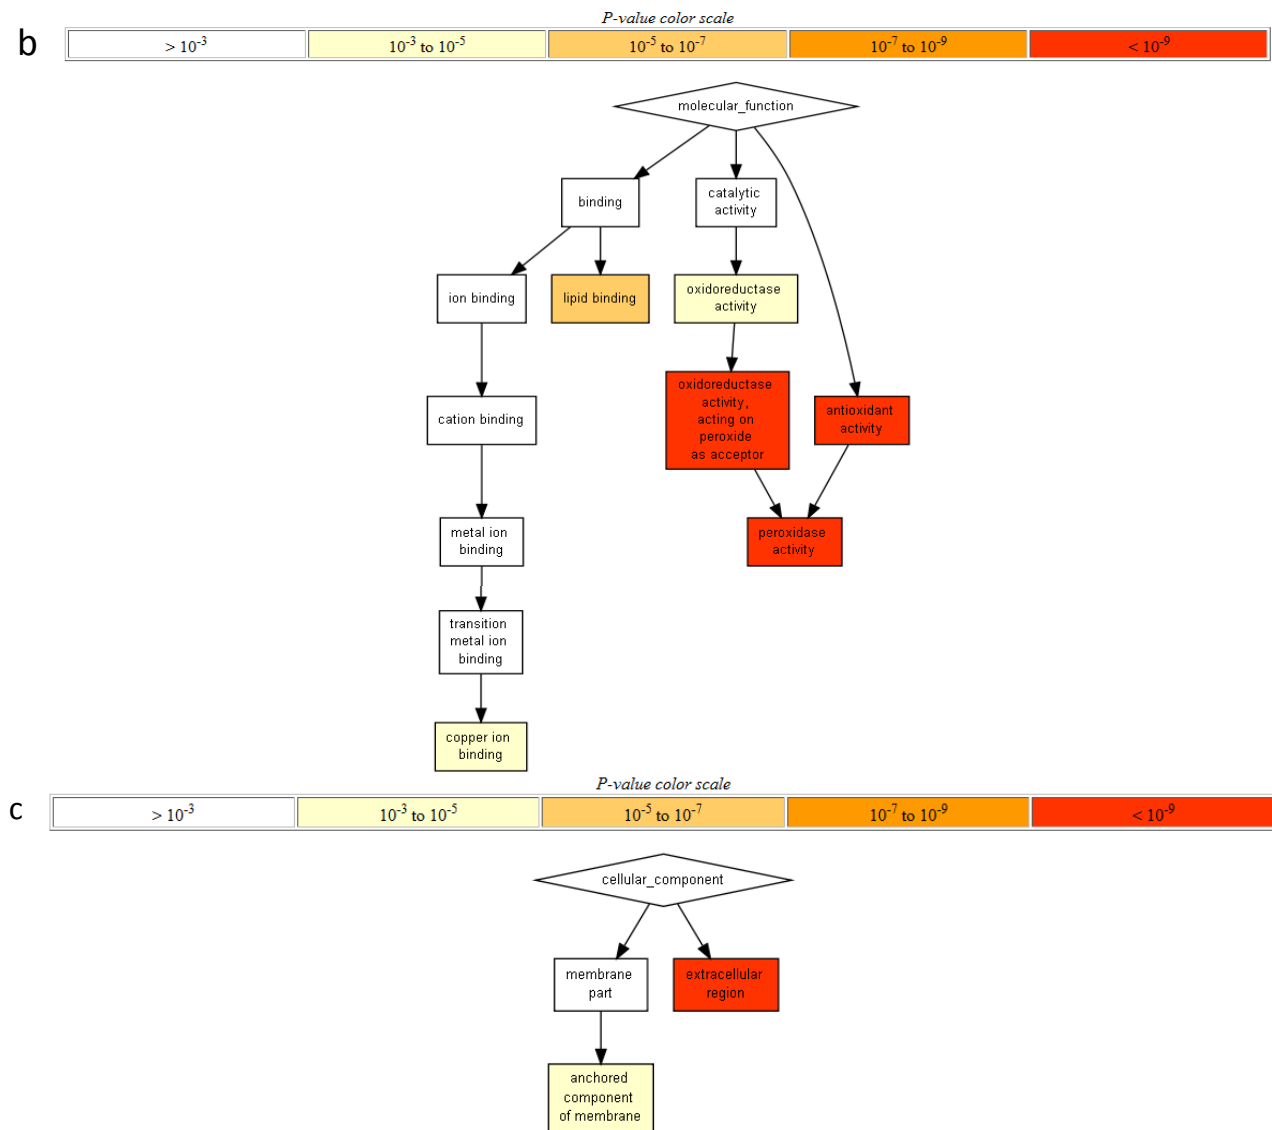 P-value color scale
b
> 10^-3
10^-3 to 10^-5
10^-5 to 10^-7
10^-7 to 10^-9
< 10^-9
molecular_function
binding
catalytic
activity
ion binding
lipid binding
oxidoreductase
activity
cation binding
oxidoreductase
activity,
acting on
peroxide
as acceptor
antioxidant
activity
metal ion
binding
peroxidase
activity
transition
metal ion
binding
copper ion
binding
P-value color scale
c
> 10^-3
10^-3 to 10^-5
10^-5 to 10^-7
10^-7 to 10^-9
< 10^-9
cellular_component
membrane
part
extracellular
region
anchored
component
of membrane